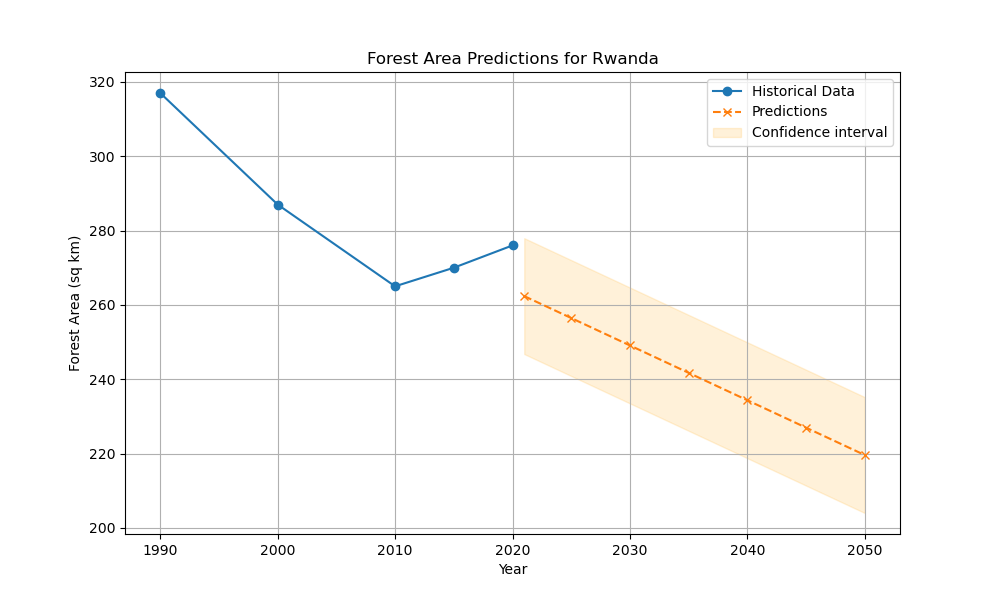 Forest Area Predictions for Rwanda
Historical Data
Predictions
Confidence interval
Forest Area (sq km)
320
300
280
260
240
220
200
1990 2000 2010 2020 2030 2040 2050
Year